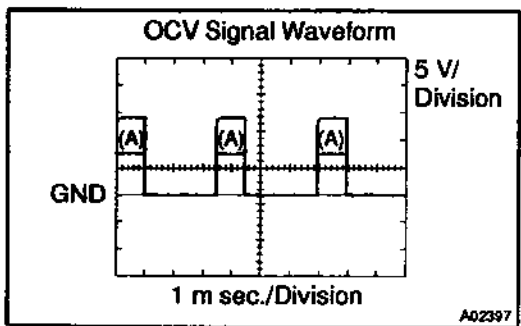 OCV Signal Waveform
5 V/
Division
(A) (A) (A)
GND
1 m sec./Division
A02397